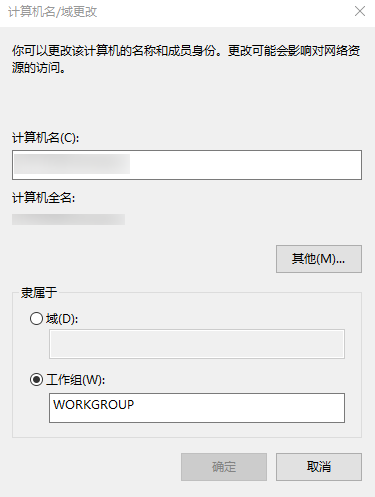 计算机名/域更改
你可以更改该计算机的名称和成员身份。更改可能会影响对网络资
源的访问。
计算机名(C):
计算机全名:
其他(M)...
隶属于
域(D):
工作组(W):
WORKGROUP
确定
取消